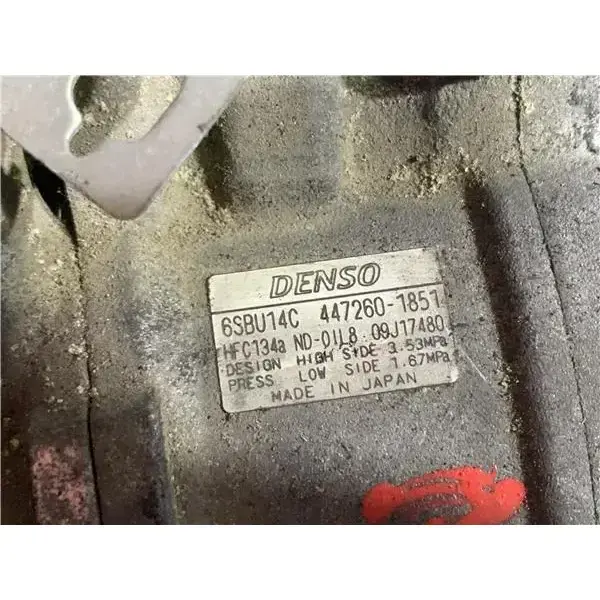 DENSO
6SBU14C 447260-1851
HFC134a ND-OIL8 09J17480
DESIGN HIGH SIDE 3.53MPa
PRESS. LOW SIDE 1.67MPa
MADE IN JAPAN